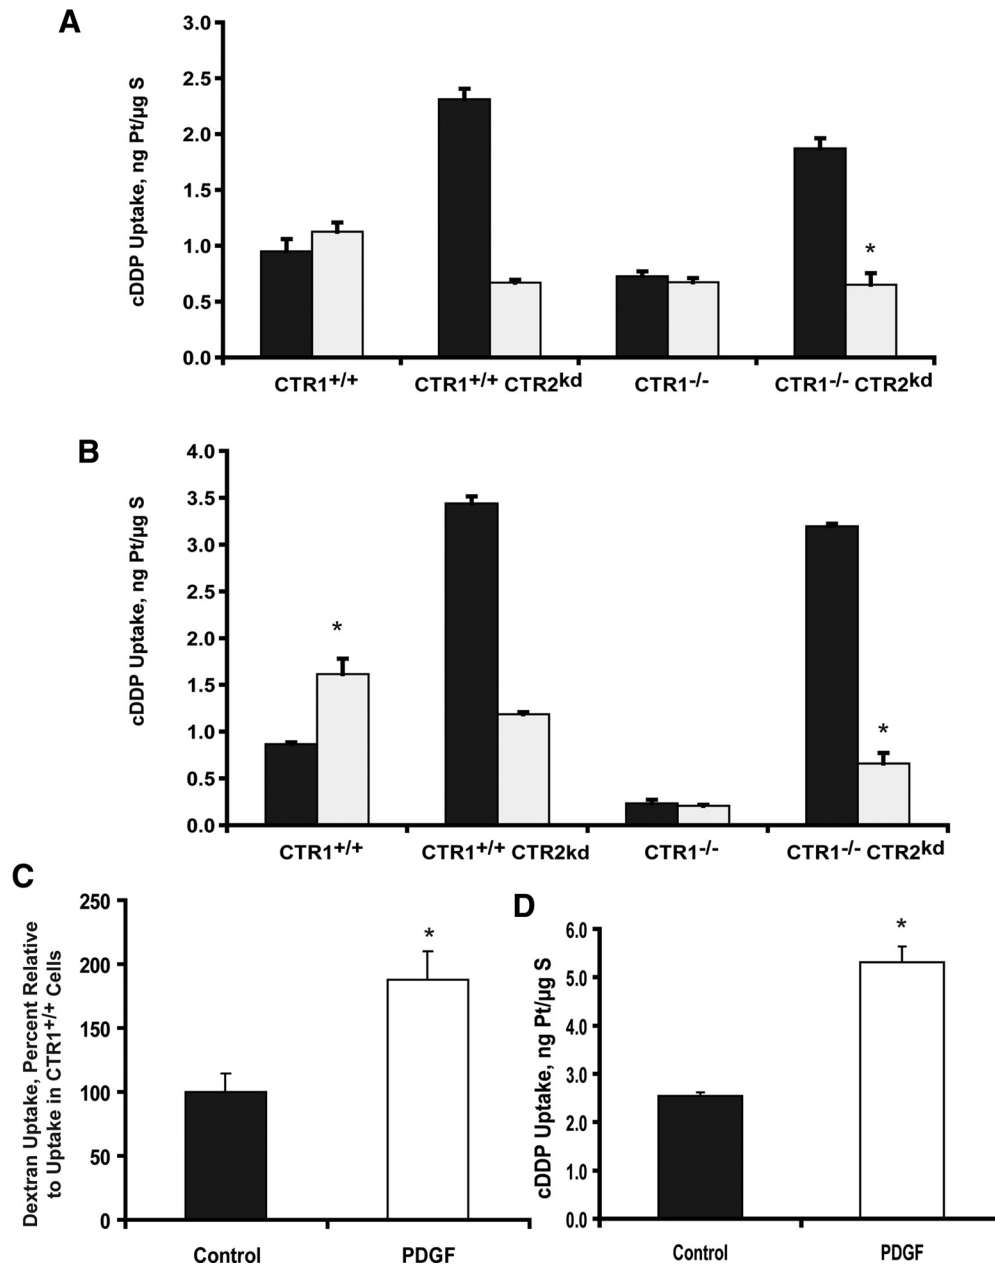 A
cDDP Uptake, ng Pt/µg S
3.0
2.5
2.0
1.5
1.0
0.5
0.0
*
CTR1+/+ CTR1+/+ CTR2kd CTR1-/- CTR1-/- CTR2kd
B
cDDP Uptake, ng Pt/µg S
4.0
3.5
3.0
2.5
2.0
1.5
1.0
0.5
0.0
*
*
CTR1+/+ CTR1+/+ CTR2kd CTR1-/- CTR1-/- CTR2kd
C
Dextran Uptake, Percent Relative
to Uptake in CTR1+/+ Cells
250
200
150
100
50
0
*
Control PDGF
D
cDDP Uptake, ng Pt/µg S
6.0
5.0
4.0
3.0
2.0
1.0
0.0
*
Control PDGF